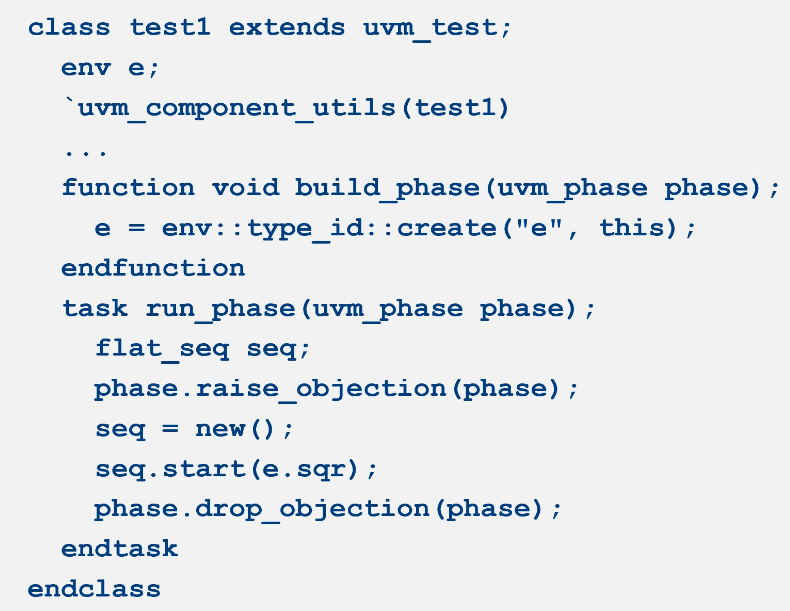 class test1 extends uvm_test;
  env e;
  `uvm_component_utils(test1)
  ...
  function void build_phase(uvm_phase phase);
    e = env::type_id::create("e", this);
  endfunction
  task run_phase(uvm_phase phase);
    flat_seq seq;
    phase.raise_objection(phase);
    seq = new();
    seq.start(e.sqr);
    phase.drop_objection(phase);
  endtask
endclass